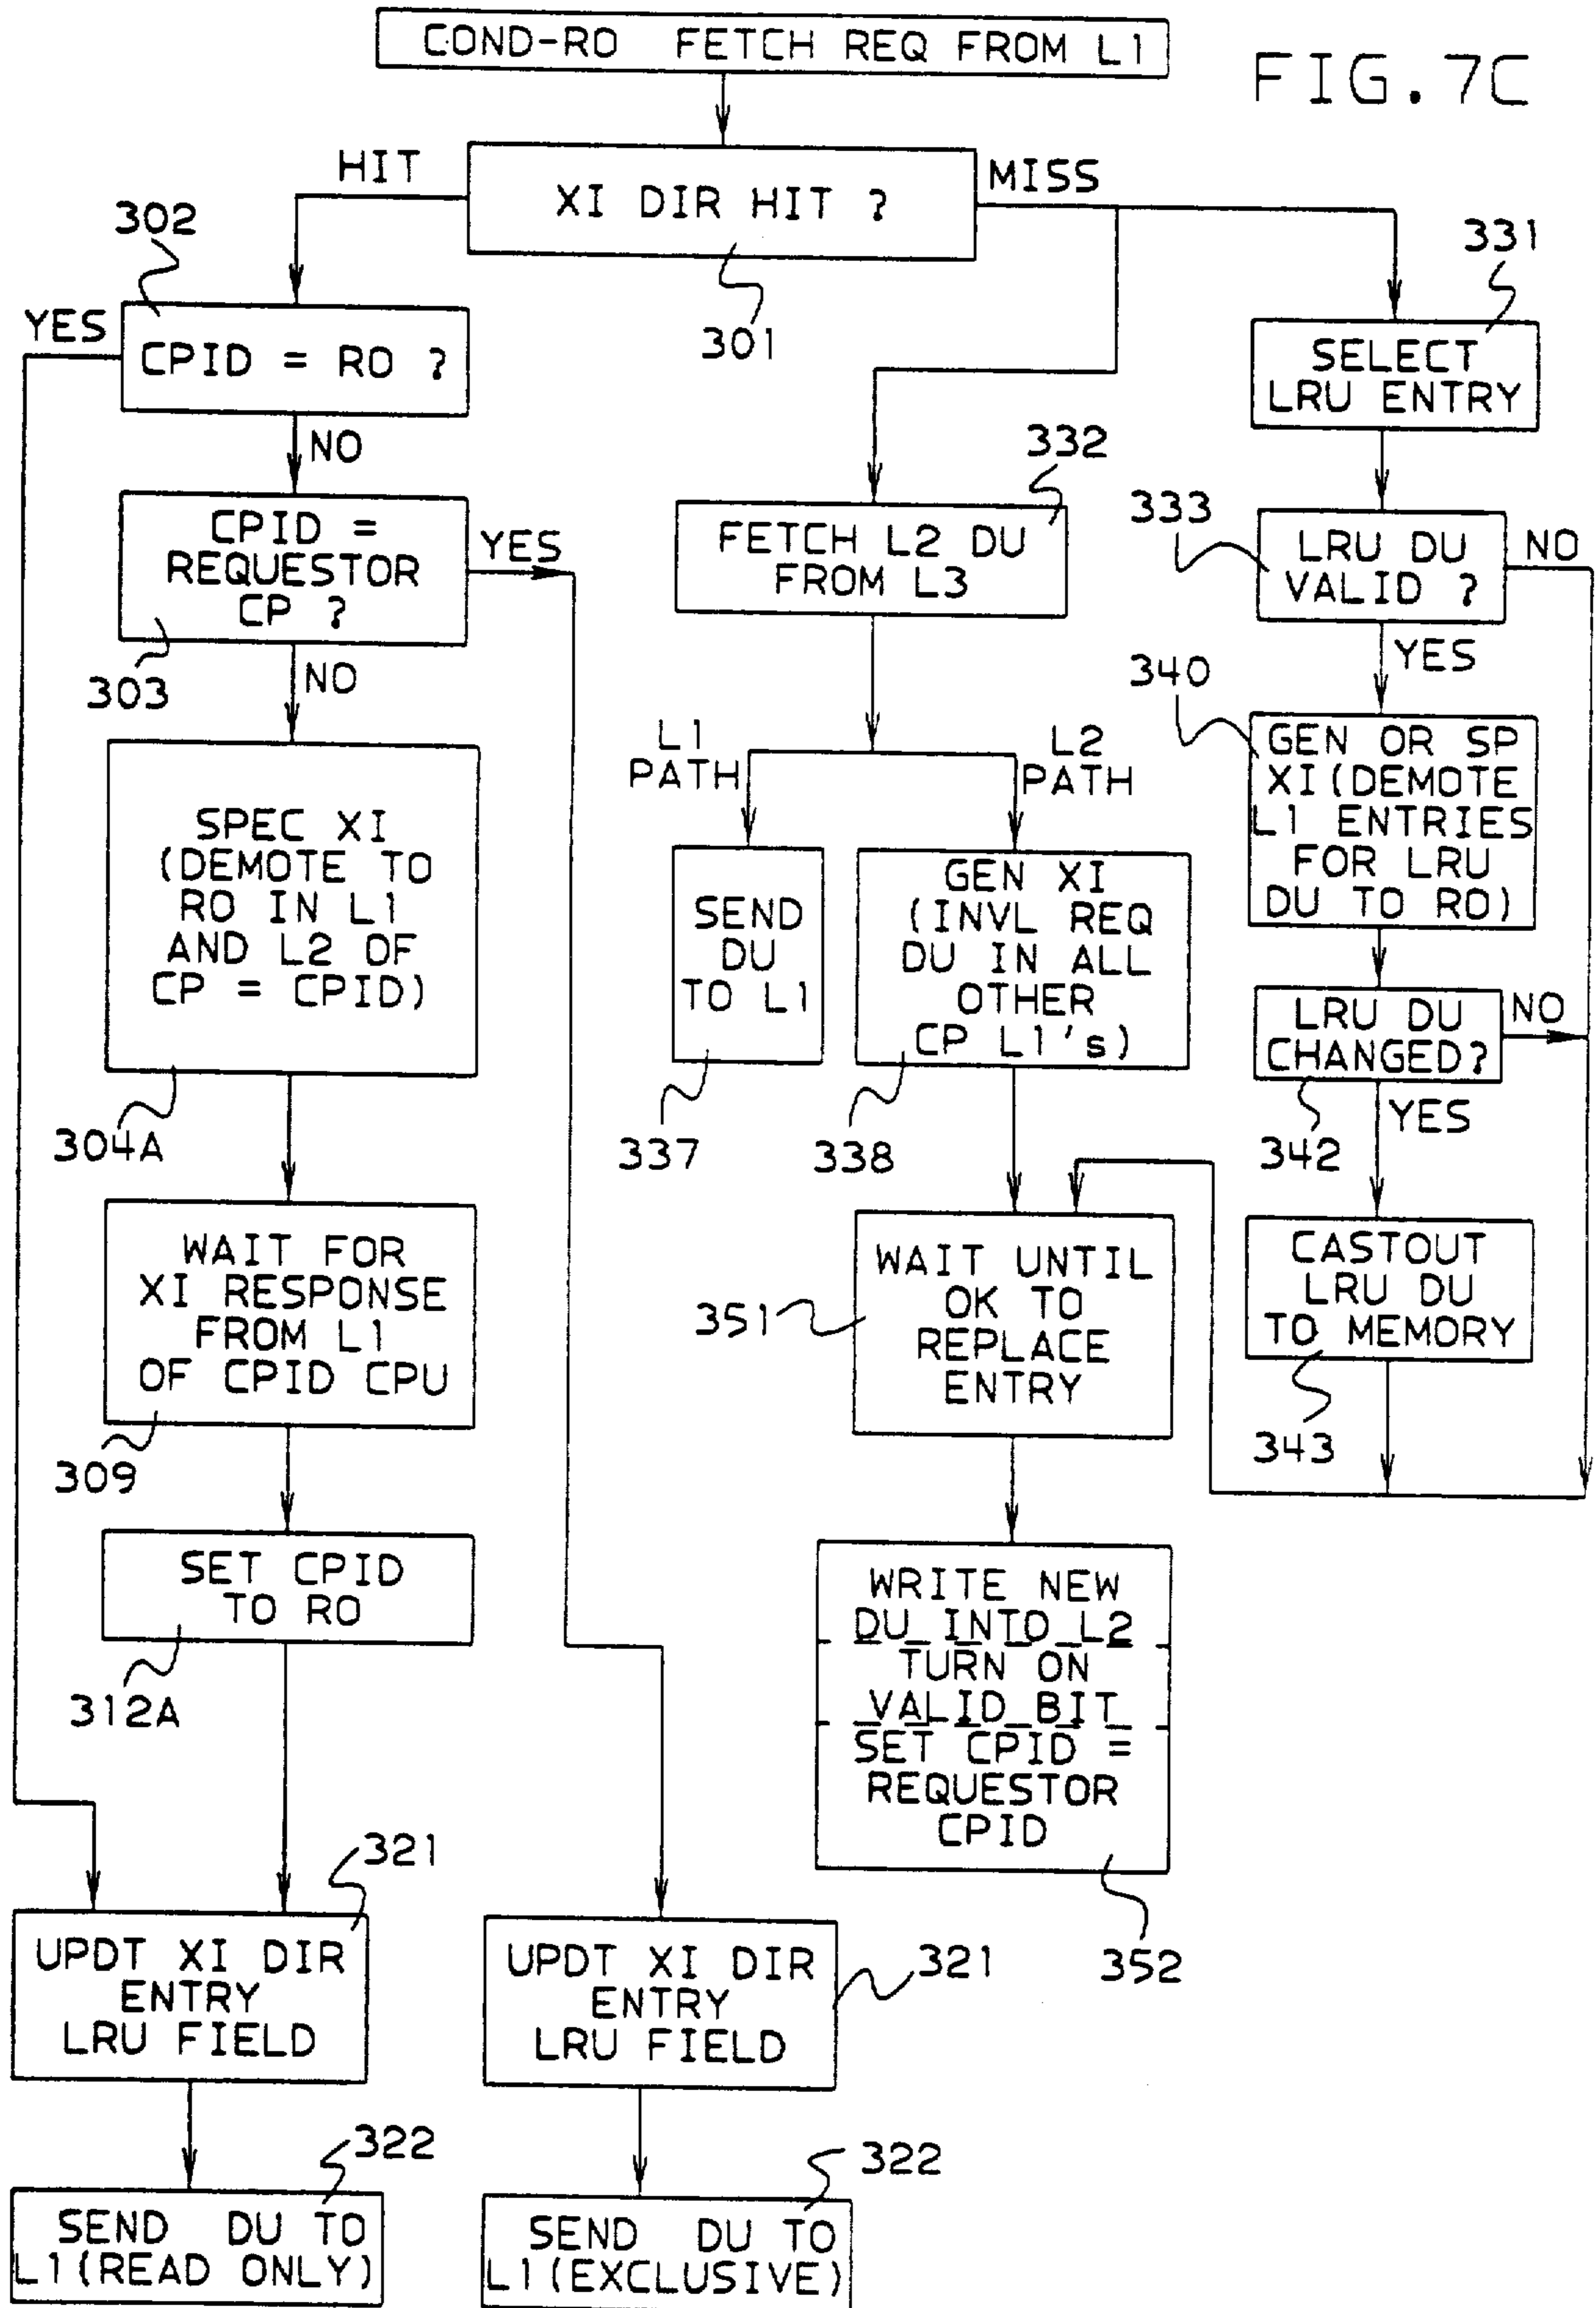 COND-RO FETCH REQ FROM L1
FIG. 7C
HIT
XI DIR HIT ?
MISS
301
302
YES
CPID = RO ?
NO
331
SELECT
LRU ENTRY
332
FETCH L2 DU
FROM L3
333
LRU DU
VALID ?
NO
YES
CPID =
REQUESTOR
CP ?
YES
303
NO
340
GEN OR SP
XI (DEMOTE
L1 ENTRIES
FOR LRU
DU TO RO)
L1
PATH
L2
PATH
SPEC XI
(DEMOTE TO
RO IN L1
AND L2 OF
CP = CPID)
304A
SEND
DU
TO L1
337
GEN XI
(INVL REQ
DU IN ALL
OTHER
CP L1's)
338
LRU DU
CHANGED?
NO
342
YES
WAIT FOR
XI RESPONSE
FROM L1
OF CPID CPU
309
351
WAIT UNTIL
OK TO
REPLACE
ENTRY
CASTOUT
LRU DU
TO MEMORY
343
SET CPID
TO RO
312A
WRITE NEW
DU INTO L2
TURN ON
VALID BIT
SET CPID =
REQUESTOR
CPID
352
321
UPDT XI DIR
ENTRY
LRU FIELD
UPDT XI DIR
ENTRY
LRU FIELD
321
322
SEND DU TO
L1 (READ ONLY)
322
SEND DU TO
L1 (EXCLUSIVE)